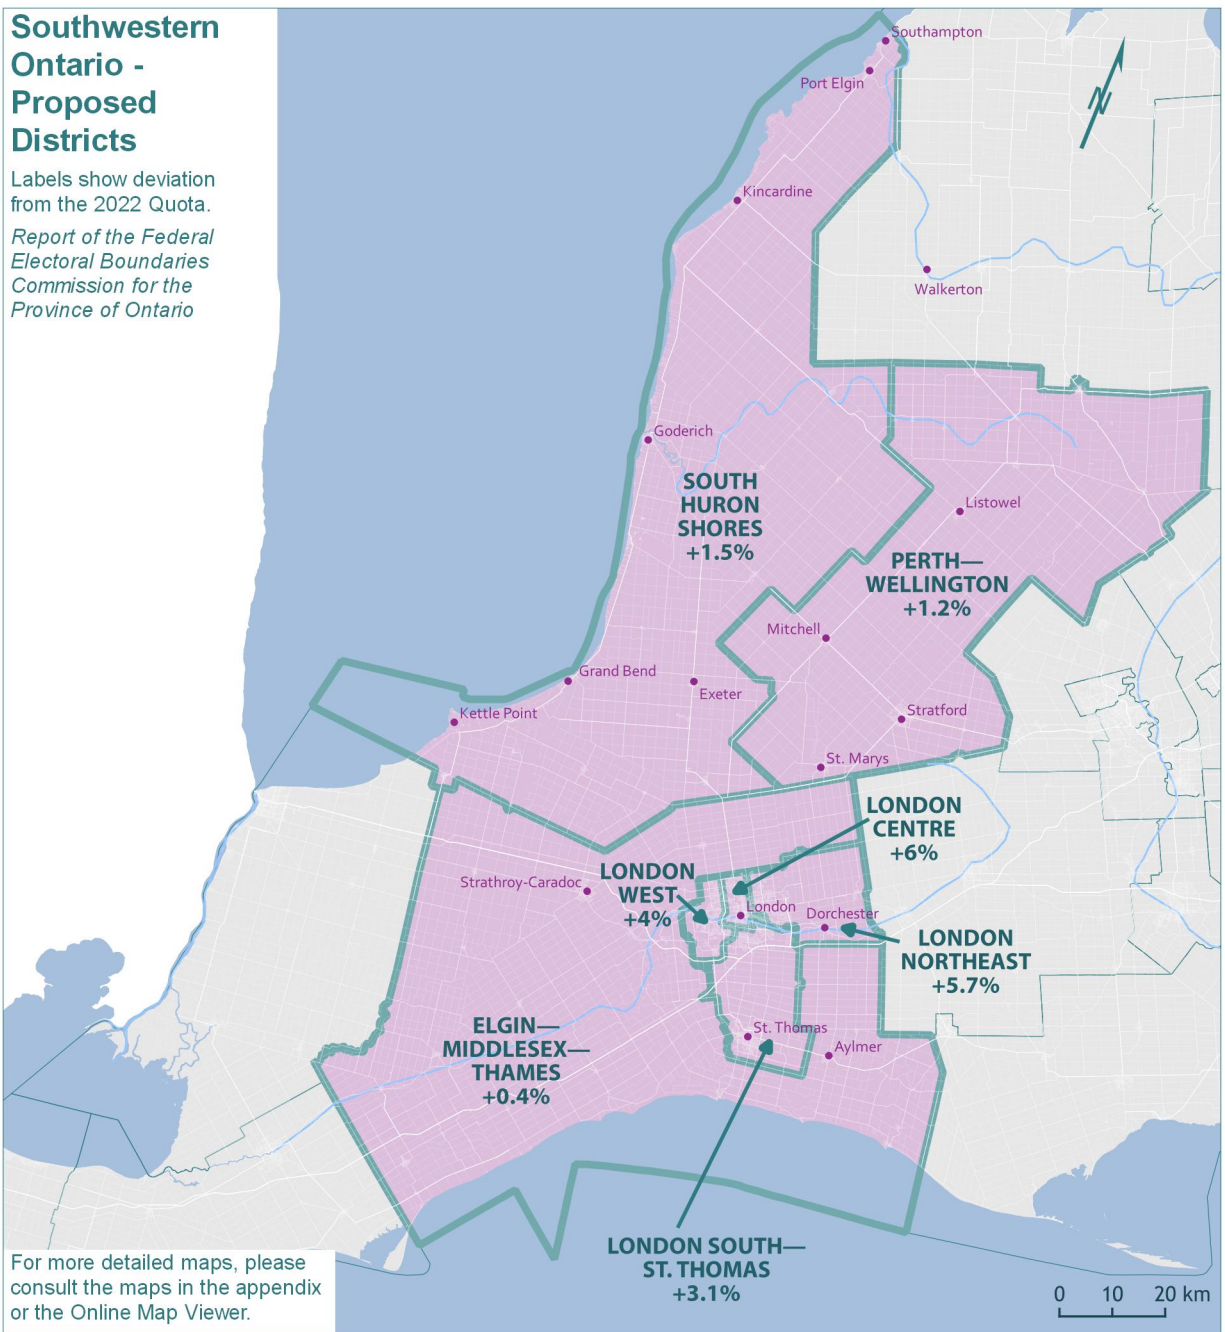 Southwestern
Ontario -
Proposed
Districts
Labels show deviation
from the 2022 Quota.
Report of the Federal
Electoral Boundaries
Commission for the
Province of Ontario
Southampton
Port Elgin
N
Kincardine
Walkerton
Goderich
SOUTH
HURON
SHORES
+1.5%
Listowel
PERTH—
WELLINGTON
+1.2%
Mitchell
Grand Bend
Exeter
Kettle Point
Stratford
St. Marys
LONDON
CENTRE
+6%
LONDON
WEST
+4%
Strathroy-Caradoc
London
Dorchester
LONDON
NORTHEAST
+5.7%
ELGIN—
MIDDLESEX—
THAMES
+0.4%
St. Thomas
Aylmer
LONDON SOUTH—
ST. THOMAS
+3.1%
For more detailed maps, please
consult the maps in the appendix
or the Online Map Viewer.
0 10 20 km